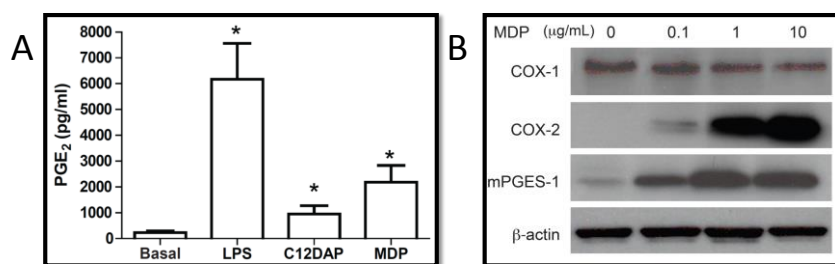 A
PGE2 (pg/ml)
8000
7000
6000
5000
4000
3000
2000
1000
0
*
*
*
Basal LPS C12DAP MDP
B
MDP (μg/mL) 0 0.1 1 10
COX-1
COX-2
mPGES-1
β-actin